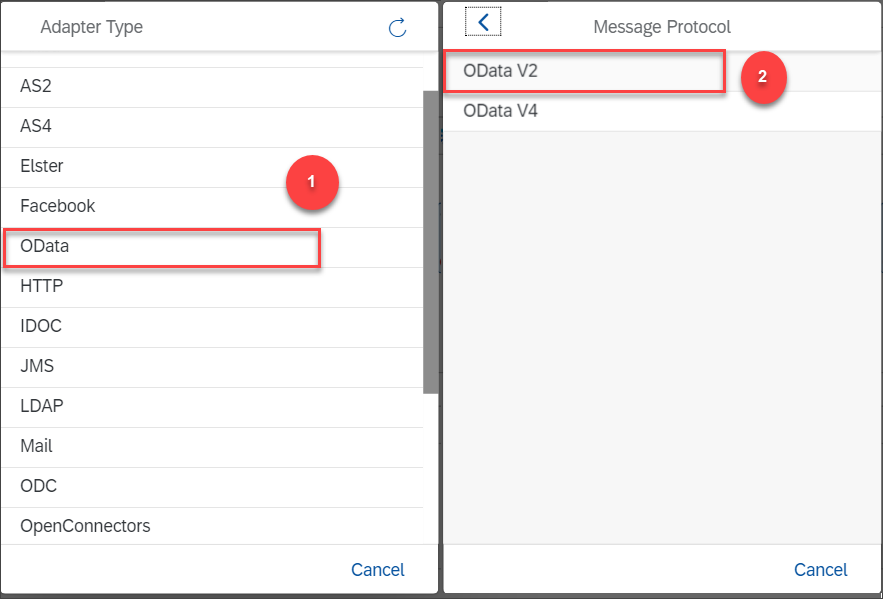 Adapter Type
AS2
AS4
Elster
1
Facebook
OData
HTTP
IDOC
JMS
LDAP
Mail
ODC
OpenConnectors
Cancel
Message Protocol
OData V2
2
OData V4
Cancel